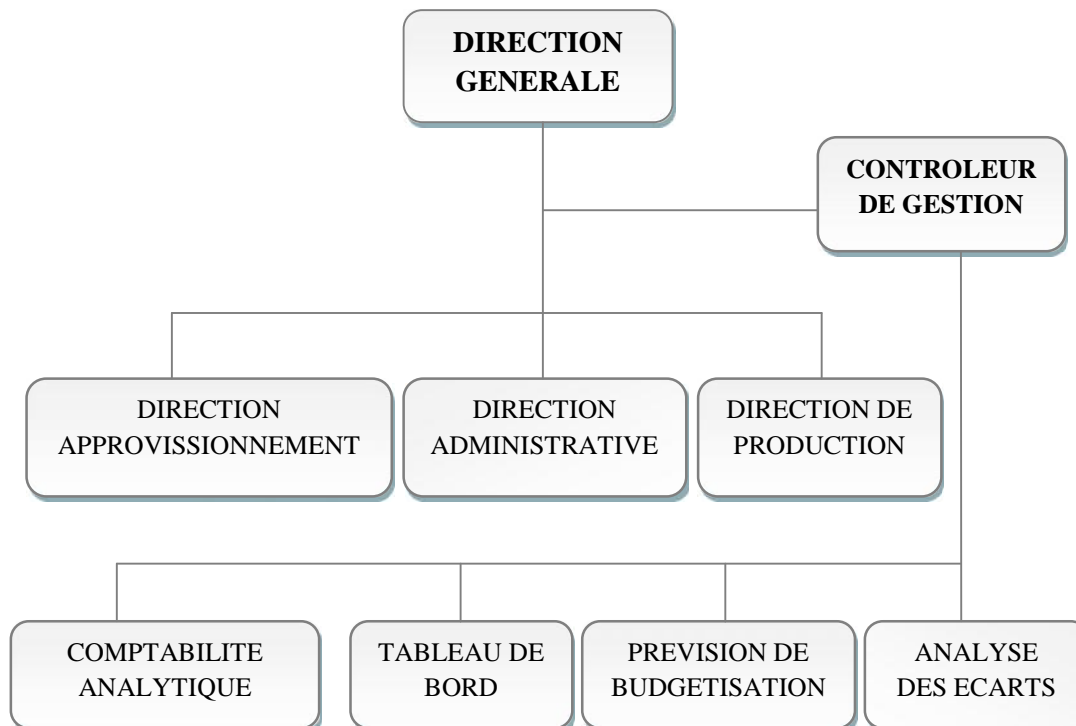 DIRECTION
GENERALE
CONTROLEUR
DE GESTION
DIRECTION
APPROVISSIONNEMENT
DIRECTION
ADMINISTRATIVE
DIRECTION DE
PRODUCTION
COMPTABILITE
ANALYTIQUE
TABLEAU DE
BORD
PREVISION DE
BUDGETISATION
ANALYSE
DES ECARTS